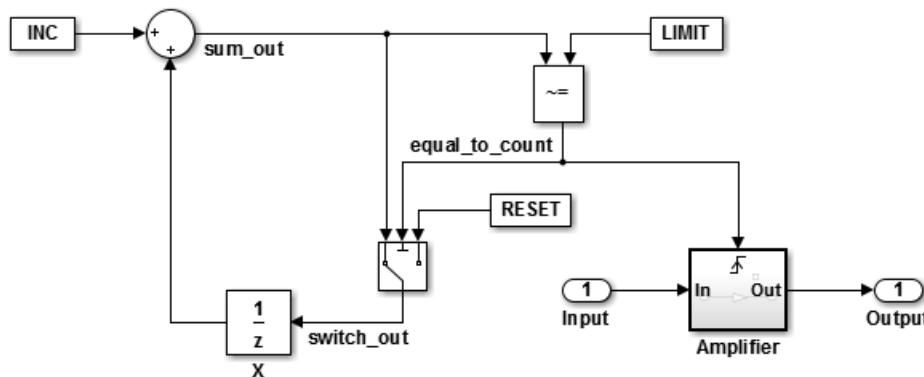 INC
+
+
sum_out
LIMIT
~=
equal_to_count
RESET
1
Input
In
Out
Amplifier
1
Output
1
z
X
switch_out